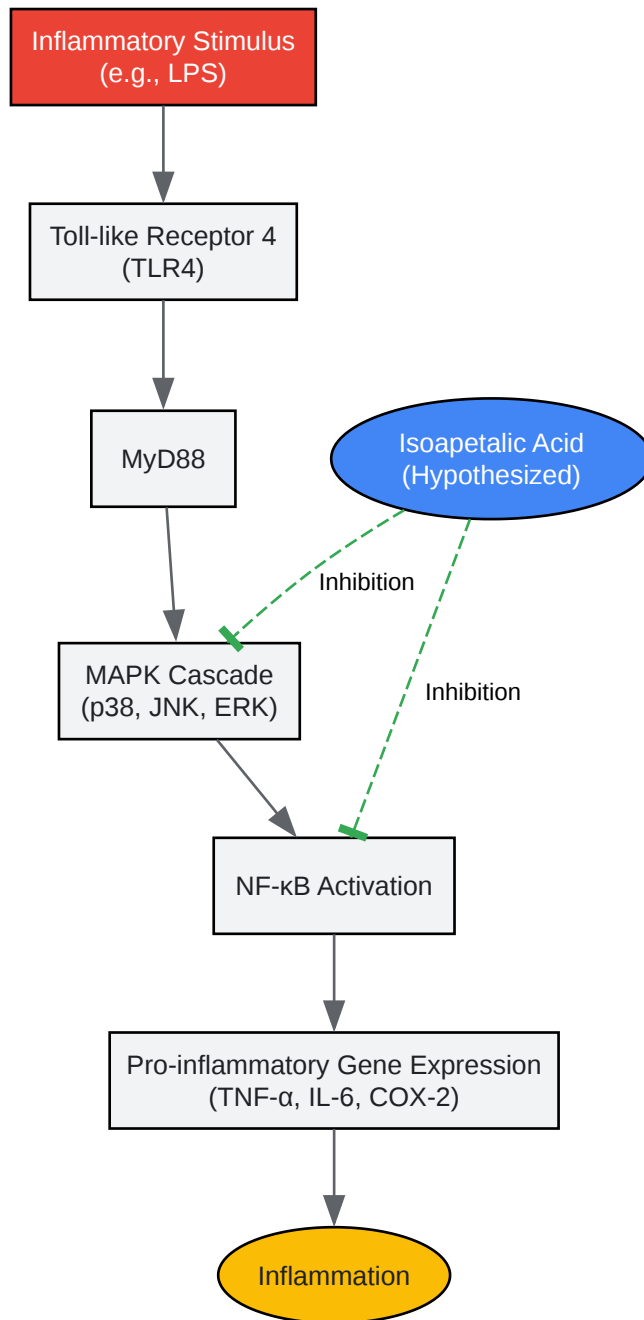 Inflammatory Stimulus
(e.g., LPS)
Toll-like Receptor 4
(TLR4)
MyD88
Isoapetalic Acid
(Hypothesized)
Inhibition
MAPK Cascade
(p38, JNK, ERK)
Inhibition
NF-κB Activation
Pro-inflammatory Gene Expression
(TNF-α, IL-6, COX-2)
Inflammation